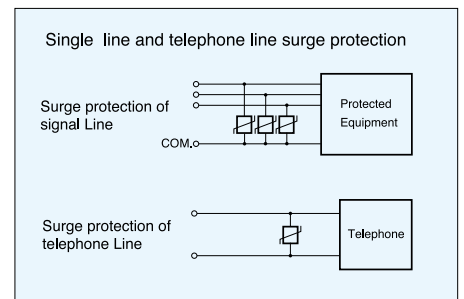 Single line and telephone line surge protection
Surge protection of
signal Line
COM.
Protected
Equipment
Surge protection of
telephone Line
Telephone